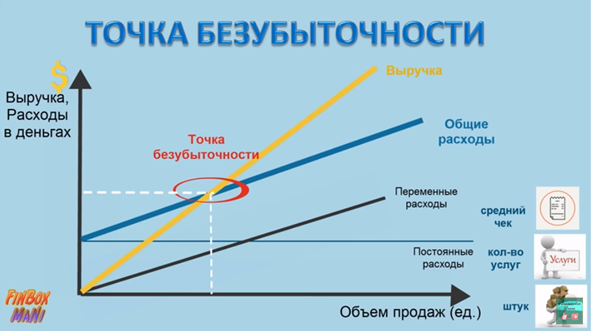 ТОЧКА БЕЗУБЫТОЧНОСТИ
$
Выручка,
Расходы
в деньгах
Выручка
Точка
безубыточности
Общие
расходы
Переменные
расходы
Постоянные
расходы
Объем продаж (ед.)
средний
чек
кол-во
услуг
Услуги
штук
FINBOX
MANI